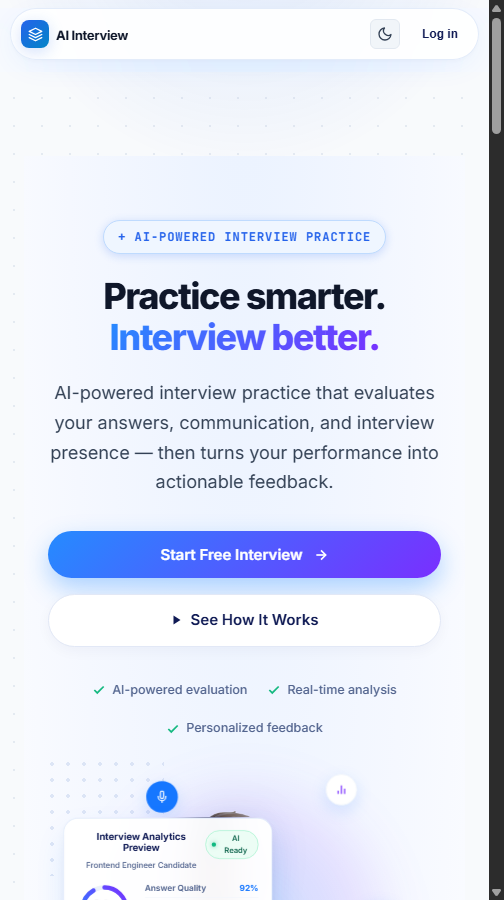 AI Interview
Log in
+ AI-POWERED INTERVIEW PRACTICE
Practice smarter.
Interview better.
AI-powered interview practice that evaluates
your answers, communication, and interview
presence — then turns your performance into
actionable feedback.
Start Free Interview →
See How It Works
AI-powered evaluation
Real-time analysis
Personalized feedback
Interview Analytics
Preview
AI
Ready
Frontend Engineer Candidate
Answer Quality 92%